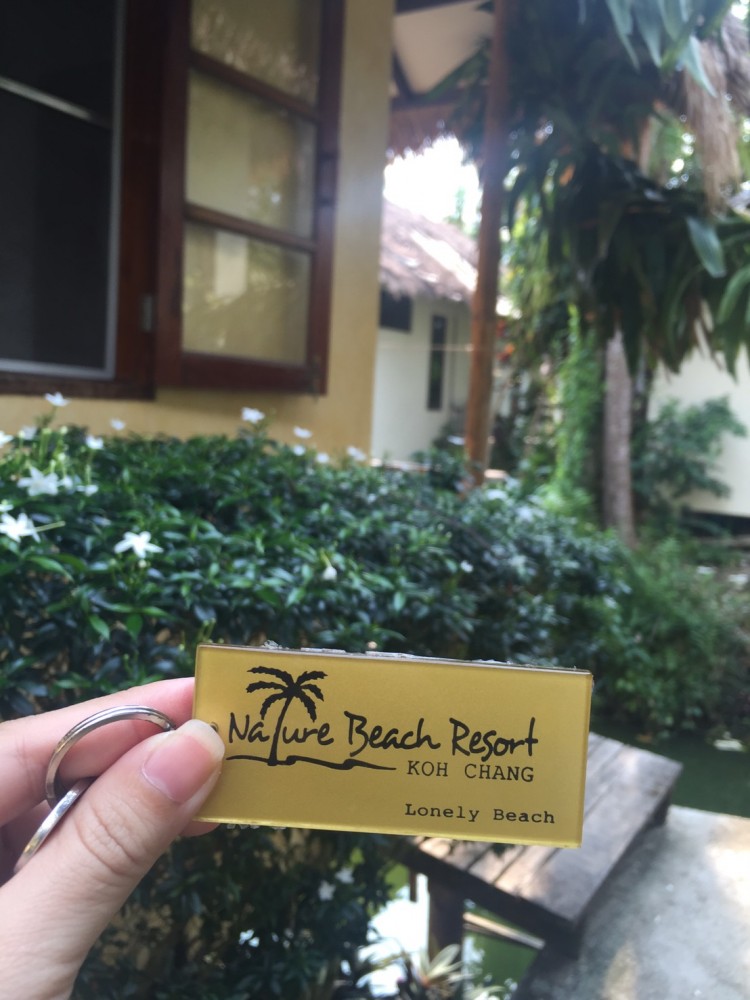 Nature Beach Resort
KOH CHANG
Lonely Beach